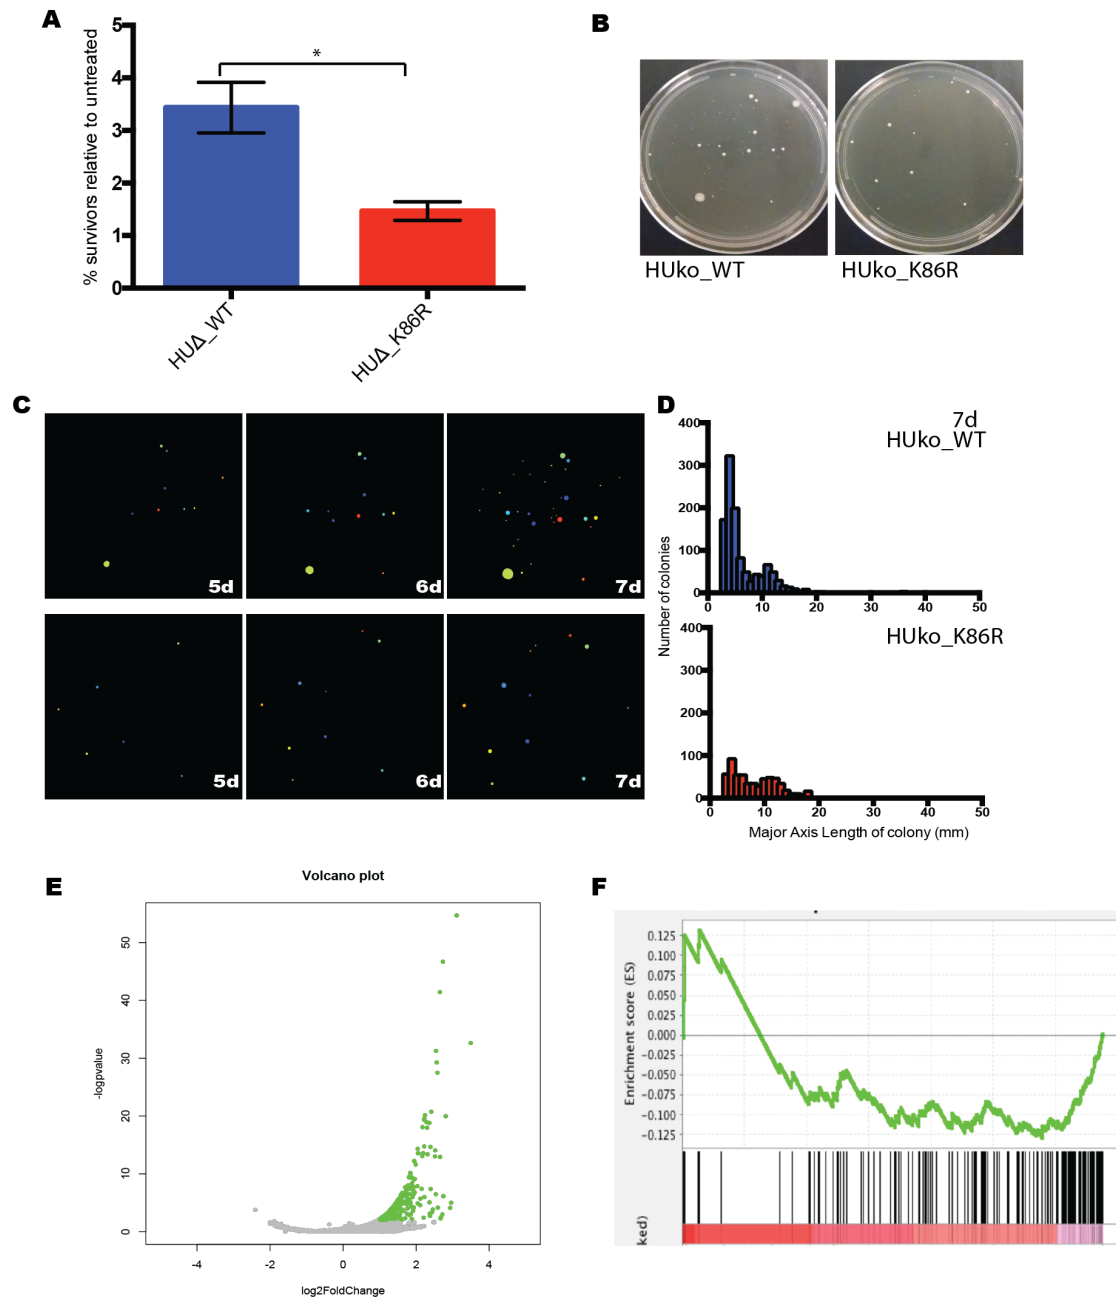 A
% survivors relative to untreated
5
4
3
2
1
0
*
HUΔ_WT
HUΔ_K86R
B
HUko_WT
HUko_K86R
C
5d
6d
7d
5d
6d
7d
D
Number of colonies
7d
HUko_WT
400
300
200
100
0
0 10 20 30 40 50
HUko_K86R
400
300
200
100
0
0 10 20 30 40 50
Major Axis Length of colony (mm)
E
Volcano plot
-logpvalue
50
40
30
20
10
0
-4 -2 0 2 4
log2FoldChange
F
Enrichment score (ES)
0.125
0.100
0.075
0.050
0.025
0.000
-0.025
-0.050
-0.075
-0.100
-0.125
ked)